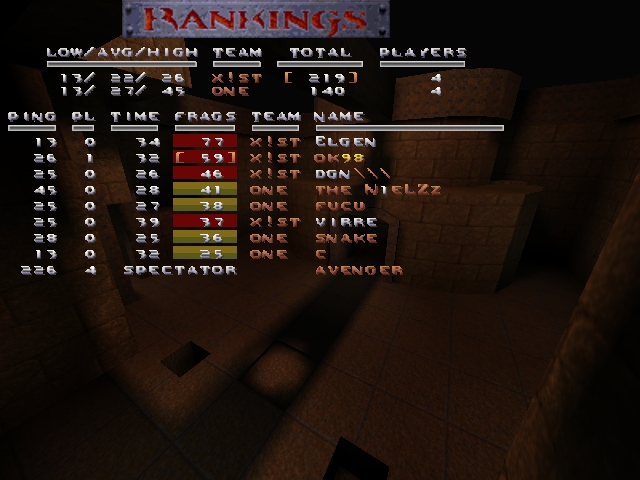 RANKINGS
LOW/AVG/HIGH TEAM TOTAL PLAYERS
13/ 22/ 26 X!ST [ 219] 4
13/ 27/ 45 ONE 140 4
PING PL TIME FRAGS TEAM NAME
13 0 34 77 X!ST ELGEN
26 1 32 [ 59] X!ST OK98
25 0 26 46 X!ST DGN\\\
45 0 28 41 ONE THE NIELZZ
25 0 27 38 ONE FUCU
25 0 39 37 X!ST VIRRE
28 0 25 36 ONE SNAKE
13 0 32 25 ONE C
226 4 SPECTATOR AVENGER